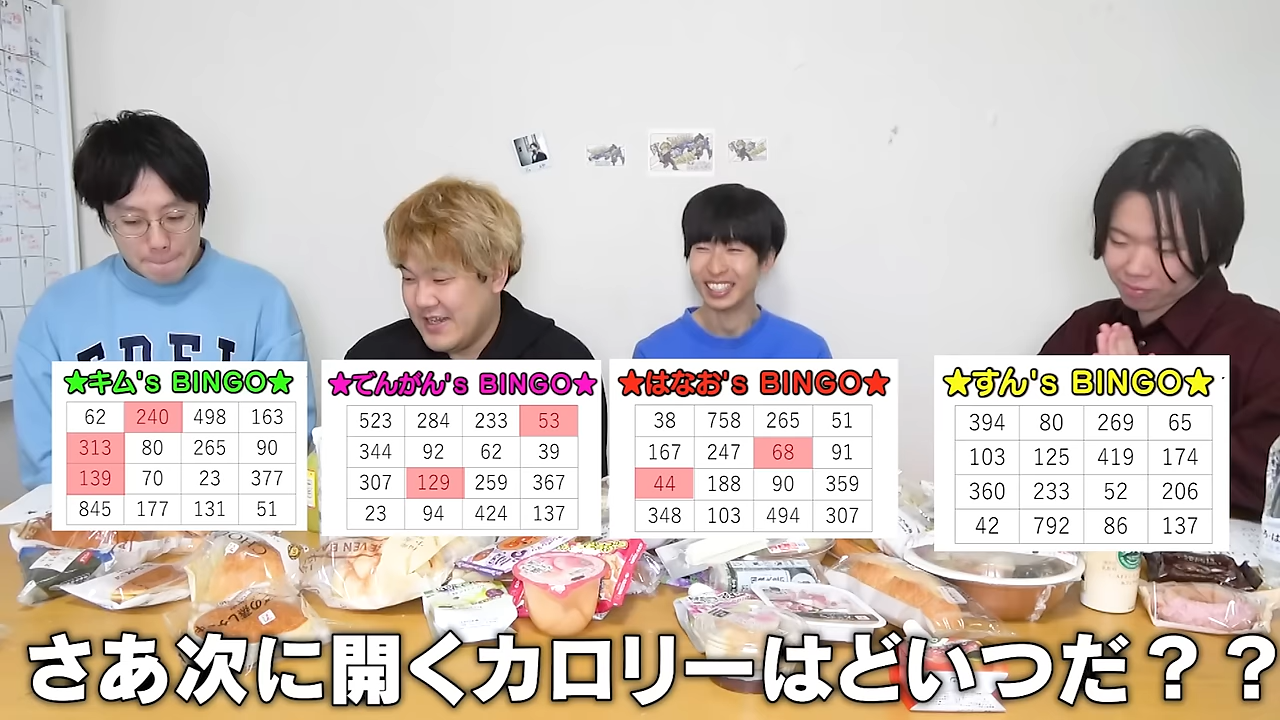 ★キム's BINGO★
62 240 498 163
313 80 265 90
139 70 23 377
845 177 131 51
★でんがん's BINGO★
523 284 233 53
344 92 62 39
307 129 259 367
23 94 424 137
★はなお's BINGO★
38 758 265 51
167 247 68 91
44 188 90 359
348 103 494 307
★すん's BINGO★
394 80 269 65
103 125 419 174
360 233 52 206
42 792 86 137
さあ次に開くカロリーはどいつだ？？